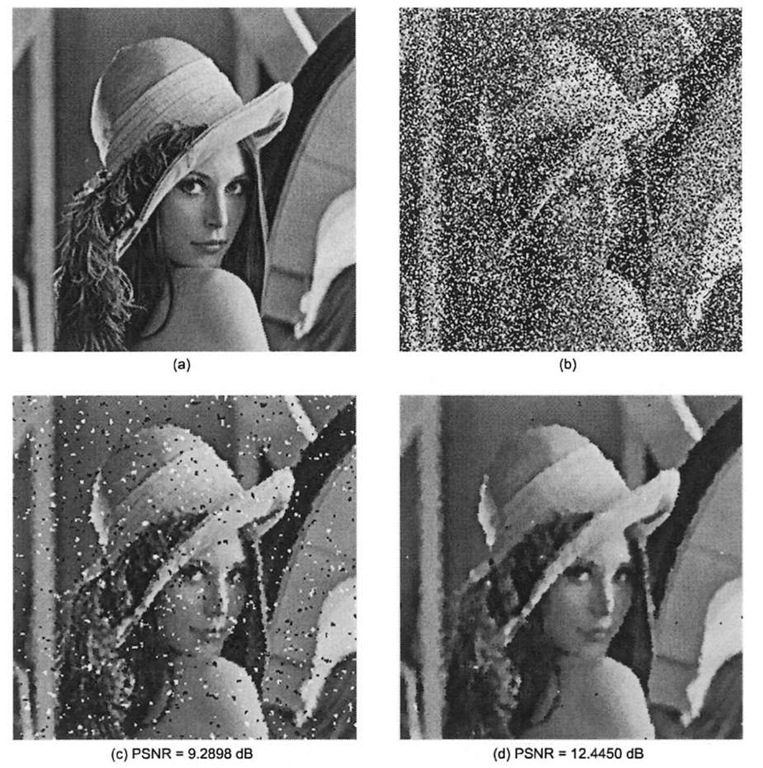 (a)
(b)
(c) PSNR = 9.2898 dB
(d) PSNR = 12.4450 dB